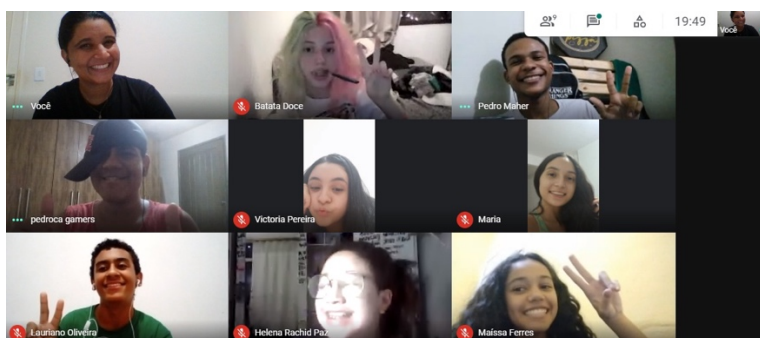 9
19:49
Você
Você
Batata Doce
Pedro Maher
pedroca gamers
Victoria Pereira
Maria
Lauriano Oliveira
Helena Rachid Paz
Maíssa Ferres